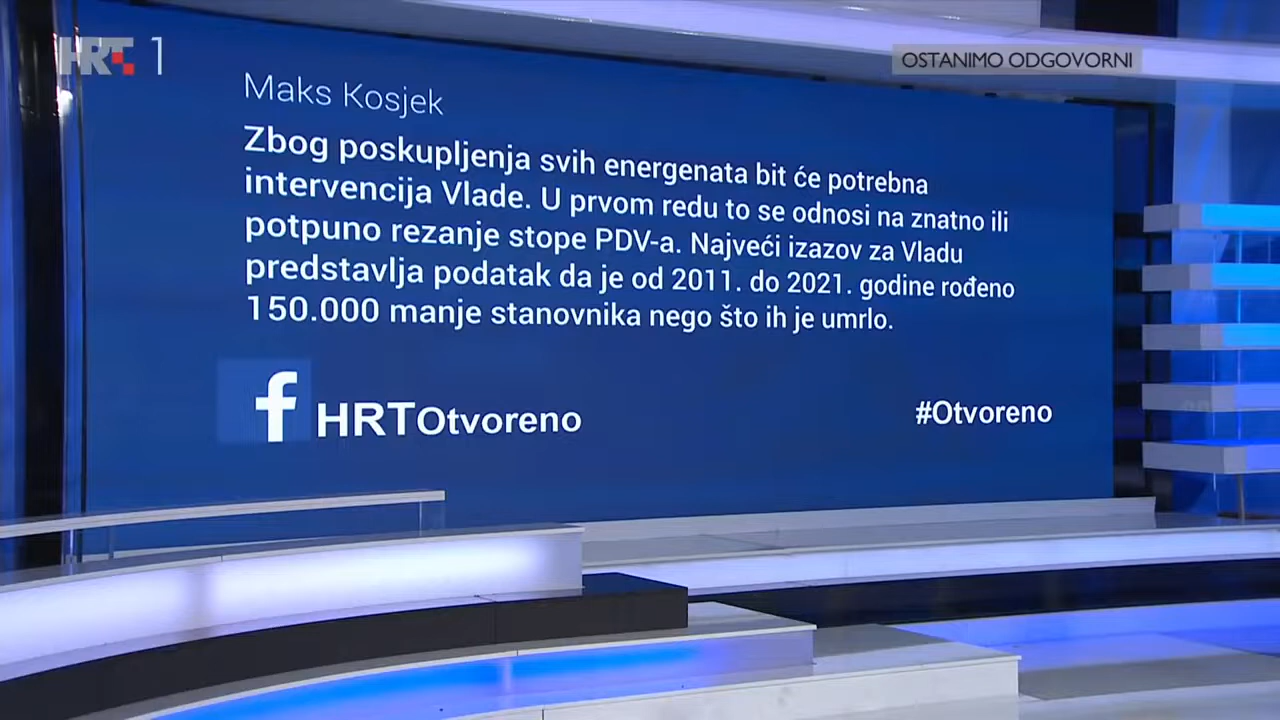 HRT 1
OSTANIMO ODGOVORNI
Maks Kosjek
Zbog poskupljenja svih energenata bit će potrebna
intervencija Vlade. U prvom redu to se odnosi na znatno ili
potpuno rezanje stope PDV-a. Najveći izazov za Vladu
predstavlja podatak da je od 2011. do 2021. godine rođeno
150.000 manje stanovnika nego što ih je umrlo.
f HRTOtvoreno
#Otvoreno